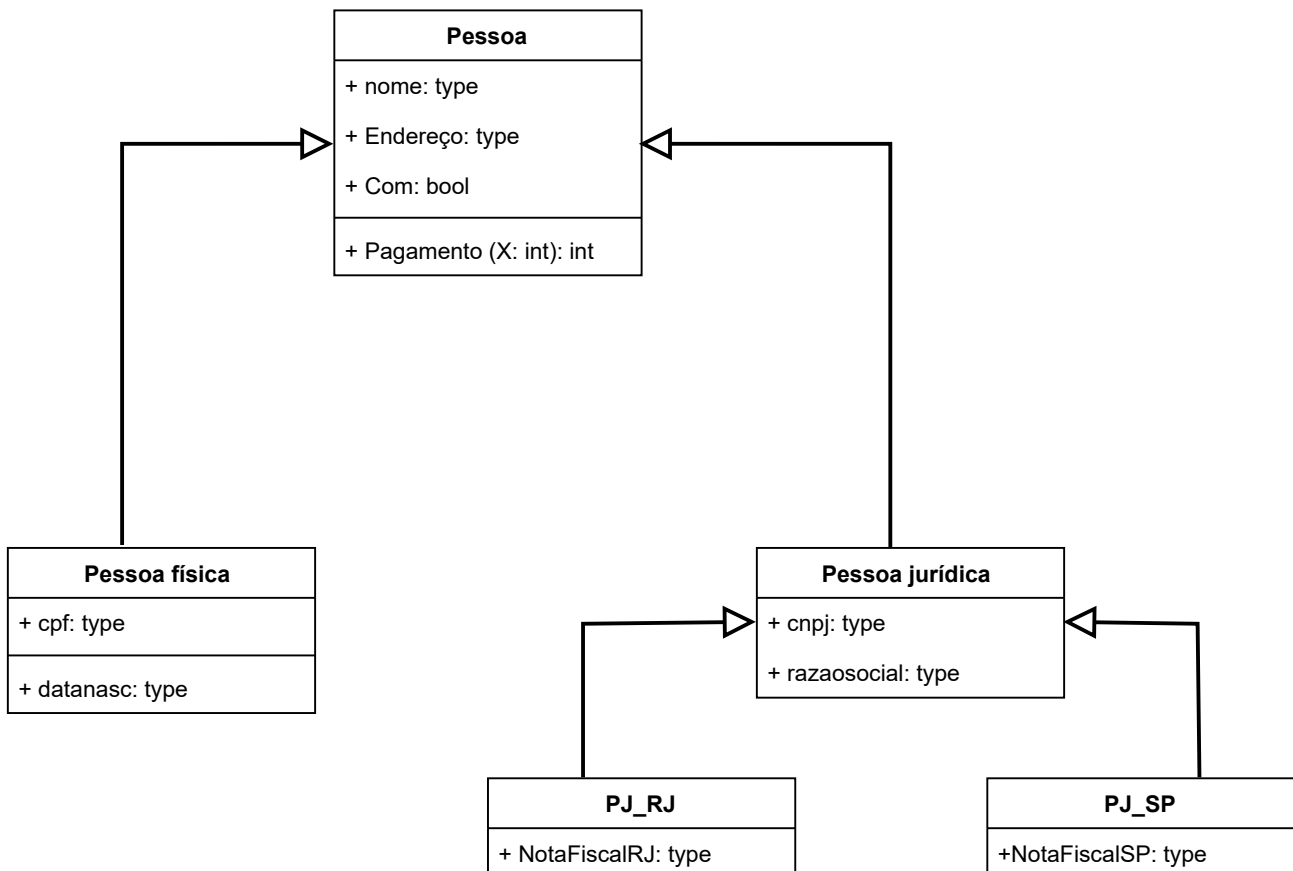 Pessoa
+ nome: type
+ Endereço: type
+ Com: bool
+ Pagamento (X: int): int
Pessoa física
+ cpf: type
+ datanasc: type
Pessoa jurídica
+ cnpj: type
+ razaosocial: type
PJ_RJ
+ NotaFiscalRJ: type
PJ_SP
+NotaFiscalSP: type